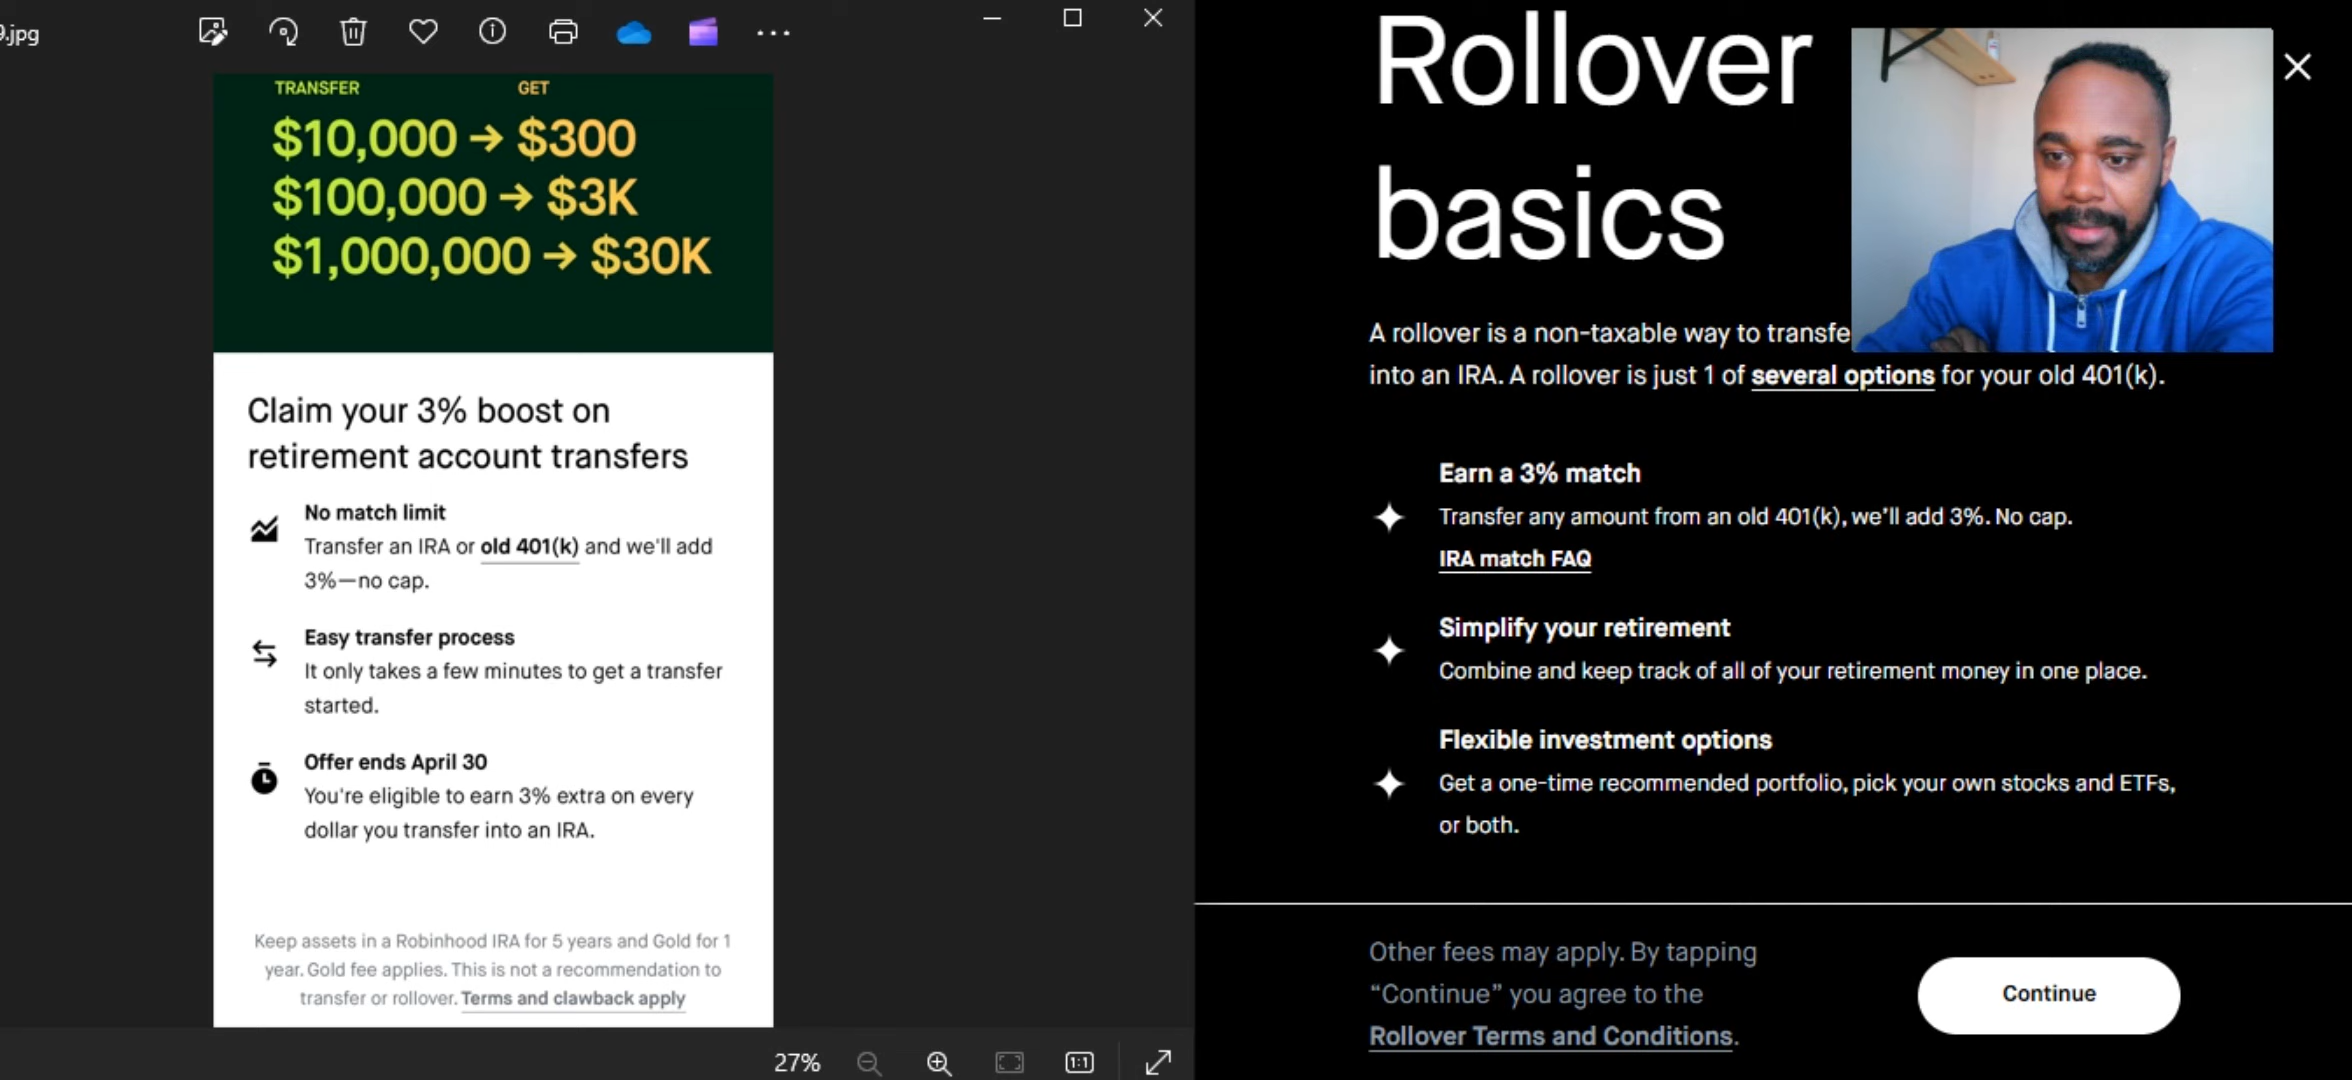 9.jpg
TRANSFER GET
$10,000 → $300
$100,000 → $3K
$1,000,000 → $30K
Claim your 3% boost on
retirement account transfers
No match limit
Transfer an IRA or old 401(k) and we'll add
3%—no cap.
Easy transfer process
It only takes a few minutes to get a transfer
started.
Offer ends April 30
You're eligible to earn 3% extra on every
dollar you transfer into an IRA.
Keep assets in a Robinhood IRA for 5 years and Gold for 1
year. Gold fee applies. This is not a recommendation to
transfer or rollover. Terms and clawback apply
27%
1:1
Rollover
basics
A rollover is a non-taxable way to transfe
into an IRA. A rollover is just 1 of several options for your old 401(k).
Earn a 3% match
Transfer any amount from an old 401(k), we'll add 3%. No cap.
IRA match FAQ
Simplify your retirement
Combine and keep track of all of your retirement money in one place.
Flexible investment options
Get a one-time recommended portfolio, pick your own stocks and ETFs,
or both.
Other fees may apply. By tapping
“Continue” you agree to the
Rollover Terms and Conditions.
Continue